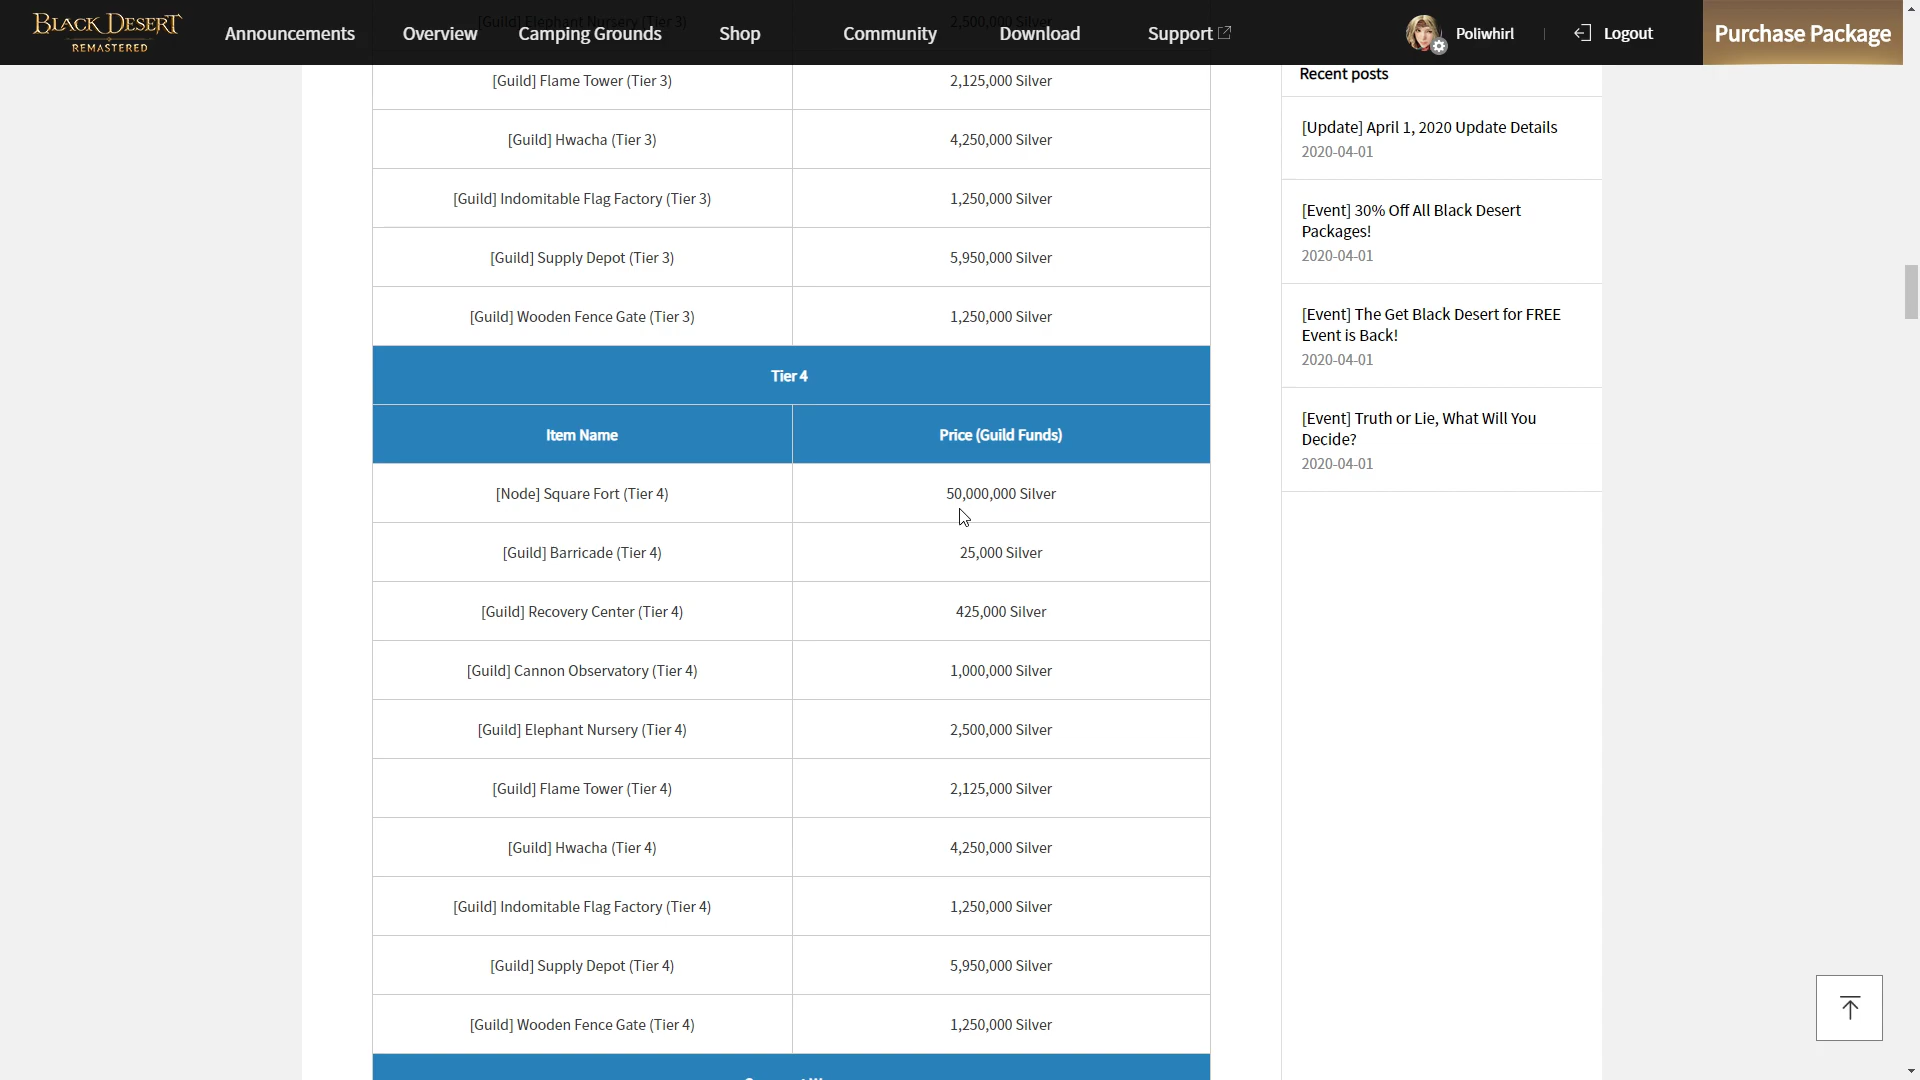 BLACK DESERT
REMASTERED
Announcements
Overview
Camping Grounds
Shop
Community
Download
Support
Poliwhirl
Logout
Purchase Package
[Guild] Elephant Nursery (Tier 3) 2,500,000 Silver
[Guild] Flame Tower (Tier 3) 2,125,000 Silver
[Guild] Hwacha (Tier 3) 4,250,000 Silver
[Guild] Indomitable Flag Factory (Tier 3) 1,250,000 Silver
[Guild] Supply Depot (Tier 3) 5,950,000 Silver
[Guild] Wooden Fence Gate (Tier 3) 1,250,000 Silver
Tier 4
Item Name Price (Guild Funds)
[Node] Square Fort (Tier 4) 50,000,000 Silver
[Guild] Barricade (Tier 4) 25,000 Silver
[Guild] Recovery Center (Tier 4) 425,000 Silver
[Guild] Cannon Observatory (Tier 4) 1,000,000 Silver
[Guild] Elephant Nursery (Tier 4) 2,500,000 Silver
[Guild] Flame Tower (Tier 4) 2,125,000 Silver
[Guild] Hwacha (Tier 4) 4,250,000 Silver
[Guild] Indomitable Flag Factory (Tier 4) 1,250,000 Silver
[Guild] Supply Depot (Tier 4) 5,950,000 Silver
[Guild] Wooden Fence Gate (Tier 4) 1,250,000 Silver
Recent posts
[Update] April 1, 2020 Update Details
2020-04-01
[Event] 30% Off All Black Desert
Packages!
2020-04-01
[Event] The Get Black Desert for FREE
Event is Back!
2020-04-01
[Event] Truth or Lie, What Will You
Decide?
2020-04-01